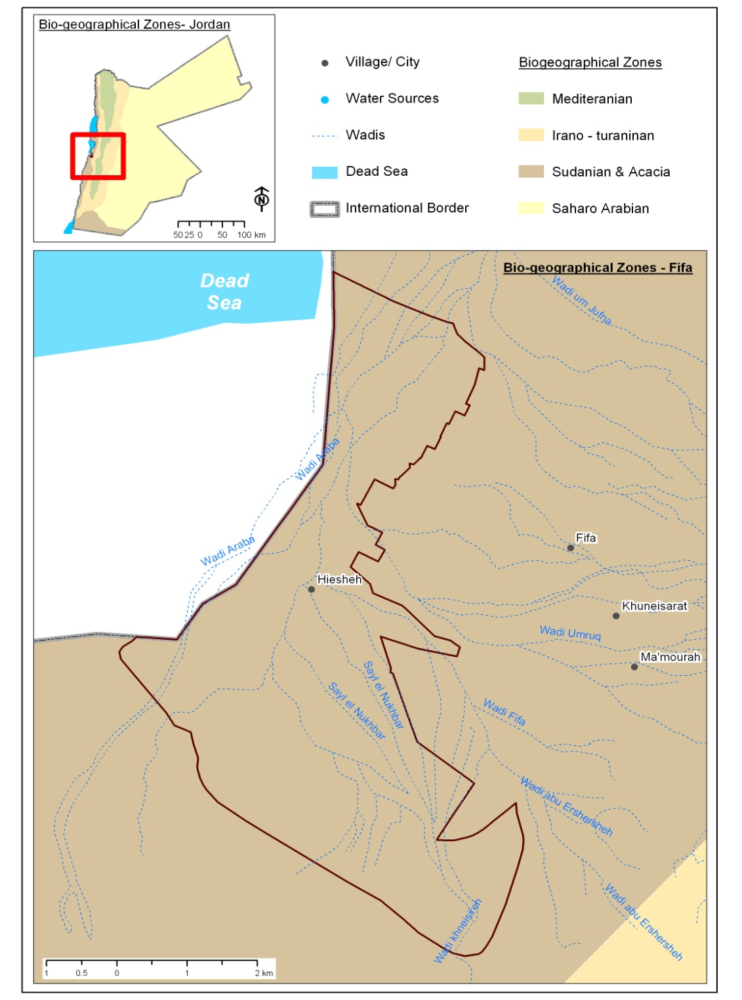 Bio-geographical Zones- Jordan
N
50 25 0 50 100 km
Village/ City
Water Sources
Wadis
Dead Sea
International Border
Biogeographical Zones
Mediteranian
Irano - turaninan
Sudanian & Acacia
Saharo Arabian
Bio-geographical Zones - Fifa
Dead
Sea
Wadi um Jufna
Wadi Araba
Wadi Araba
Fifa
Hiesheh
Khuneisarat
Wadi Umruq
Ma'mourah
Sayl el Nukhbar
Sayl el Nukhbar
Wadi Fifa
Wadi abu Ershersheh
Wadi abu Ershersheh
Wadi khneisireh
1 0.5 0 1 2 km